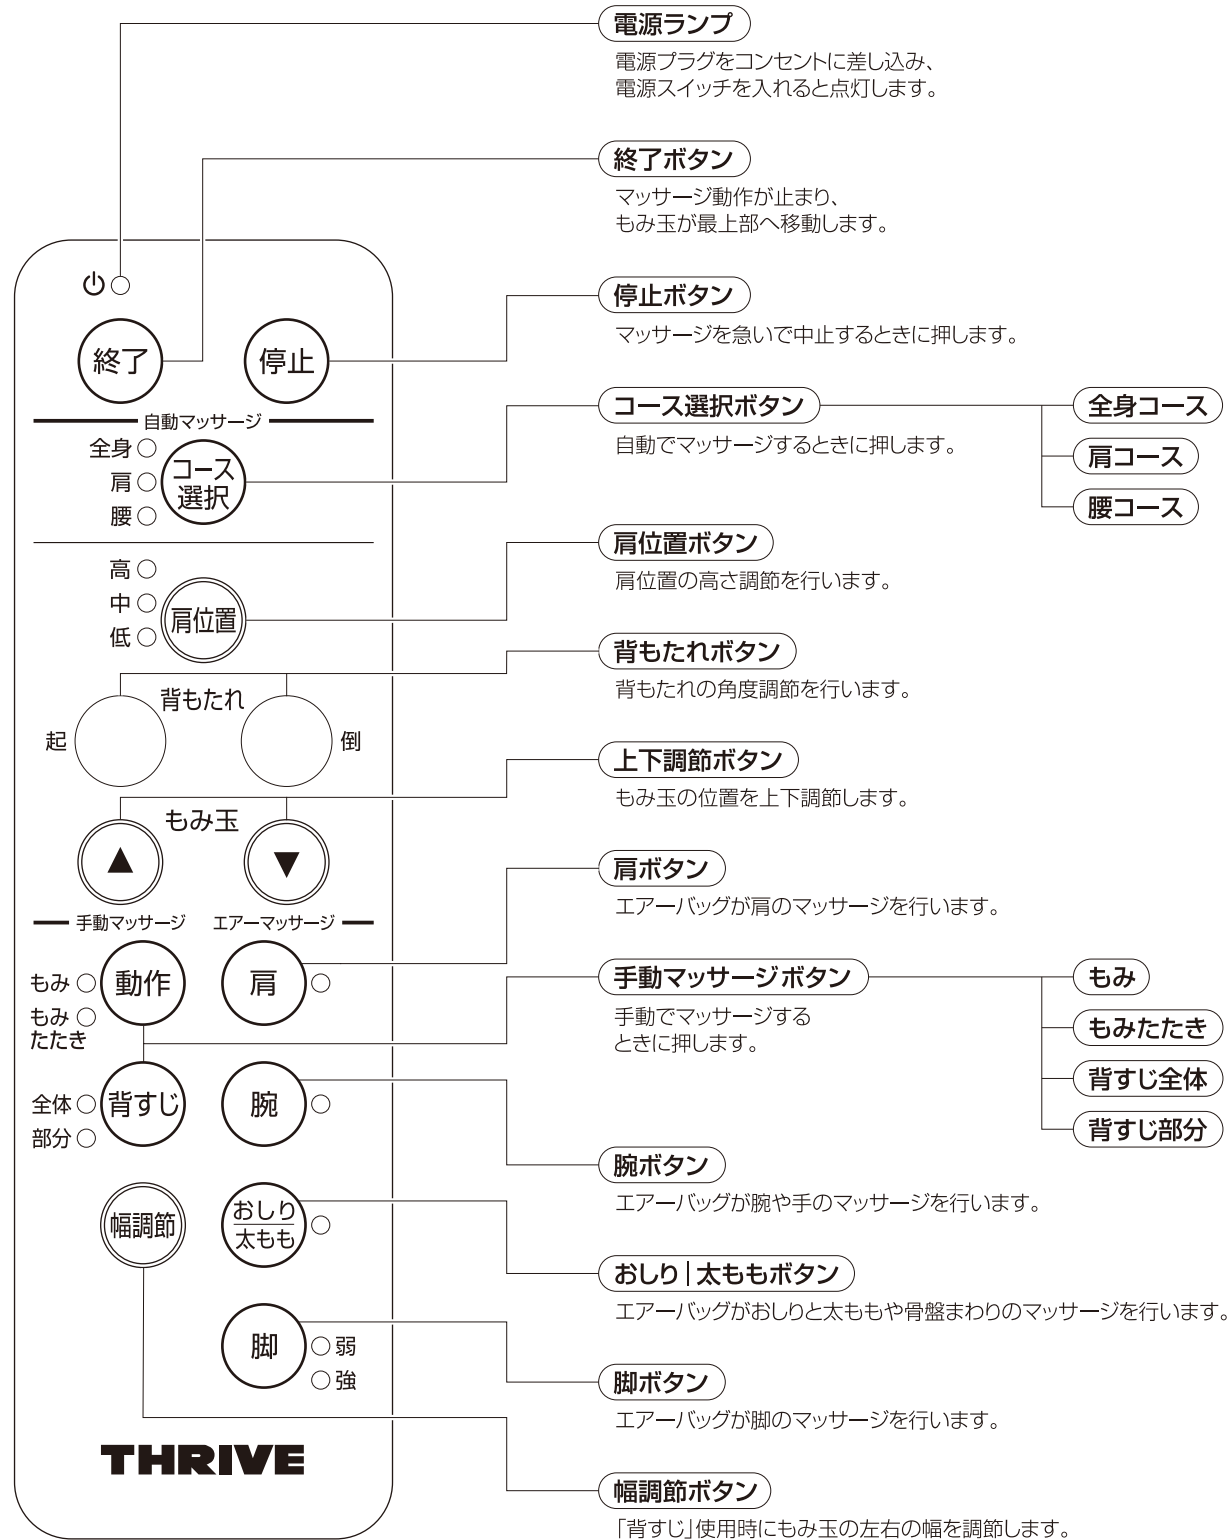 電源ランプ
電源プラグをコンセントに差し込み、
電源スイッチを入れると点灯します。
終了ボタン
マッサージ動作が止まり、
もみ玉が最上部へ移動します。
停止ボタン
マッサージを急いで中止するときに押します。
コース選択ボタン
自動でマッサージするときに押します。
全身コース
肩コース
腰コース
肩位置ボタン
肩位置の高さ調節を行います。
背もたれボタン
背もたれの角度調節を行います。
上下調節ボタン
もみ玉の位置を上下調節します。
肩ボタン
エアーバッグが肩のマッサージを行います。
手動マッサージボタン
手動でマッサージする
ときに押します。
もみ
もみたたき
背すじ全体
背すじ部分
腕ボタン
エアーバッグが腕や手のマッサージを行います。
おしり|太ももボタン
エアーバッグがおしりと太ももや骨盤まわりのマッサージを行います。
脚ボタン
エアーバッグが脚のマッサージを行います。
幅調節ボタン
「背すじ」使用時にもみ玉の左右の幅を調節します。
終了
停止
自動マッサージ
全身
肩
腰
コース
選択
高
中
低
肩位置
背もたれ
起
倒
もみ玉
▲
▼
手動マッサージ
エアーマッサージ
もみ
もみ
たたき
動作
肩
全体
部分
背すじ
腕
幅調節
おしり
太もも
脚
弱
強
THRIVE